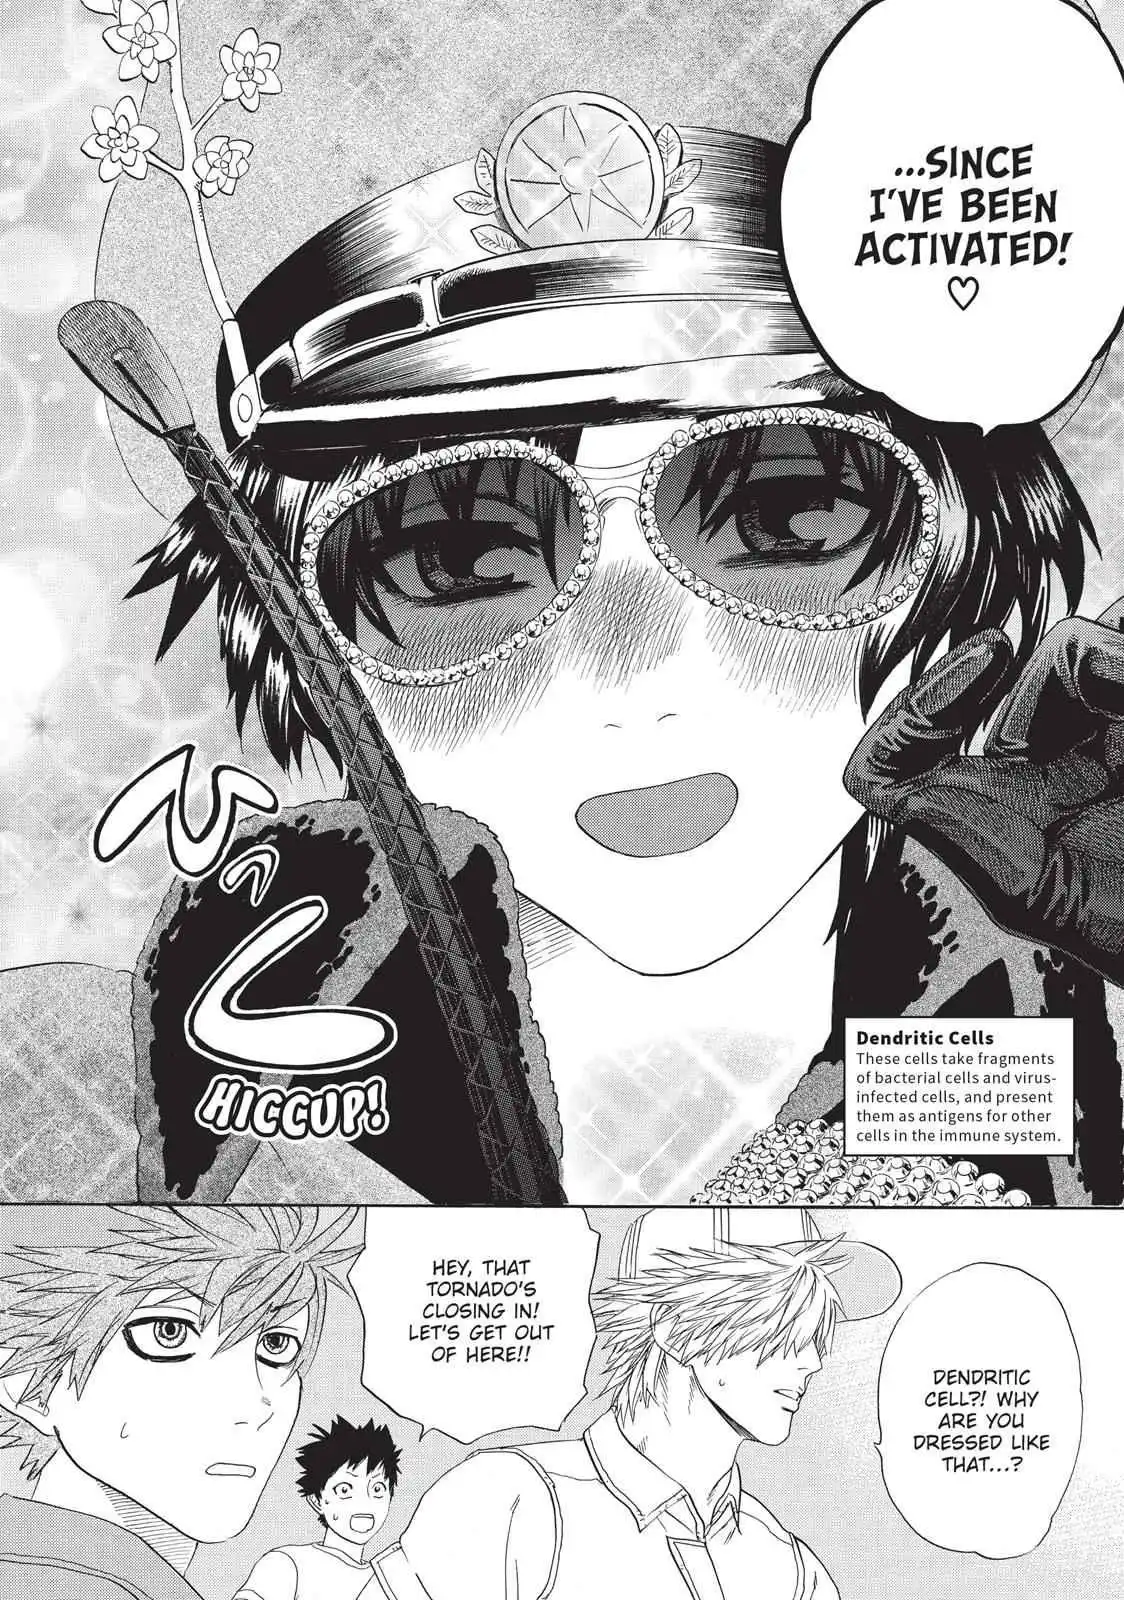 ...SINCE
I'VE BEEN
ACTIVATED!
♡
ひっく
HICCUP!
Dendritic Cells
These cells take fragments
of bacterial cells and virus-
infected cells, and present
them as antigens for other
cells in the immune system.
DENDRITIC
CELL?! WHY
ARE YOU
DRESSED LIKE
THAT...?
HEY, THAT
TORNADO'S
CLOSING IN!
LET'S GET OUT
OF HERE!!